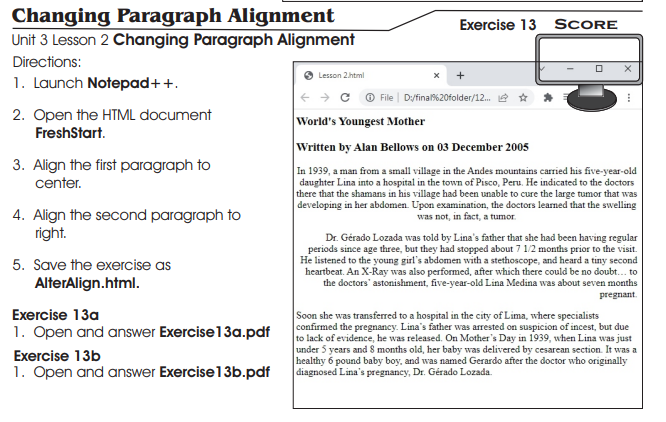 Changing Paragraph Alignment
Exercise 13 SCORE
Unit 3 Lesson 2 Changing Paragraph Alignment
Directions:
1. Launch Notepad++.
2. Open the HTML document
FreshStart.
3. Align the first paragraph to
center.
4. Align the second paragraph to
right.
5. Save the exercise as
AlterAlign.html.
Exercise 13a
1. Open and answer Exercise13a.pdf
Exercise 13b
1. Open and answer Exercise13b.pdf
Lesson 2.html
File | D:/final%20folder/12...
World's Youngest Mother
Written by Alan Bellows on 03 December 2005
In 1939, a man from a small village in the Andes mountains carried his five-year-old
daughter Lina into a hospital in the town of Pisco, Peru. He indicated to the doctors
there that the shamans in his village had been unable to cure the large tumor that was
developing in her abdomen. Upon examination, the doctors learned that the swelling
was not, in fact, a tumor.
Dr. Gérado Lozada was told by Lina's father that she had been having regular
periods since age three, but they had stopped about 7 1/2 months prior to the visit.
He listened to the young girl's abdomen with a stethoscope, and heard a tiny second
heartbeat. An X-Ray was also performed, after which there could be no doubt… to
the doctors' astonishment, five-year-old Lina Medina was about seven months
pregnant.
Soon she was transferred to a hospital in the city of Lima, where specialists
confirmed the pregnancy. Lina's father was arrested on suspicion of incest, but due
to lack of evidence, he was released. On Mother's Day in 1939, when Lina was just
under 5 years and 8 months old, her baby was delivered by cesarean section. It was a
healthy 6 pound baby boy, and was named Gerardo after the doctor who originally
diagnosed Lina's pregnancy, Dr. Gérado Lozada.